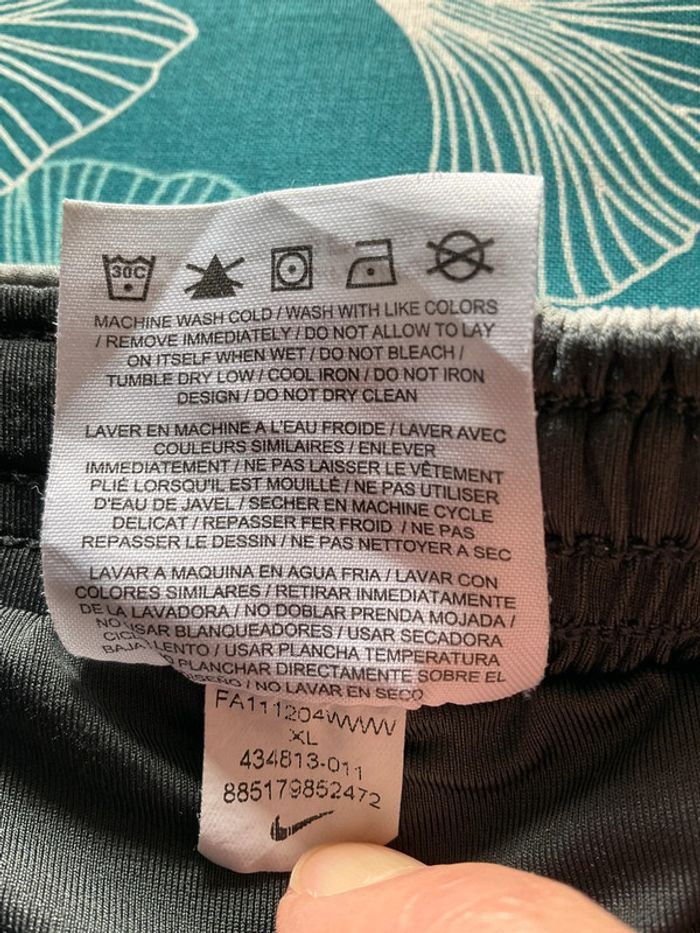 30C
MACHINE WASH COLD / WASH WITH LIKE COLORS
/ REMOVE IMMEDIATELY / DO NOT ALLOW TO LAY
ON ITSELF WHEN WET / DO NOT BLEACH /
TUMBLE DRY LOW / COOL IRON / DO NOT IRON
DESIGN / DO NOT DRY CLEAN
LAVER EN MACHINE A L'EAU FROIDE / LAVER AVEC
COULEURS SIMILAIRES / ENLEVER
IMMEDIATEMENT / NE PAS LAISSER LE VÊTEMENT
PLIÉ LORSQU'IL EST MOUILLÉ / NE PAS UTILISER
D'EAU DE JAVEL / SECHER EN MACHINE CYCLE
DELICAT / REPASSER FER FROID / NE PAS
REPASSER LE DESSIN / NE PAS NETTOYER A SEC
LAVAR A MAQUINA EN AGUA FRIA / LAVAR CON
COLORES SIMILARES / RETIRAR INMEDIATAMENTE
DE LA LAVADORA / NO DOBLAR PRENDA MOJADA /
NO USAR BLANQUEADORES / USAR SECADORA
LENTO / USAR PLANCHA TEMPERATURA
BAJA PLANCHAR DIRECTAMENTE SOBRE EL
/ NO LAVAR EN SECO
FA111204WWW
XL
434813-011
885179852472